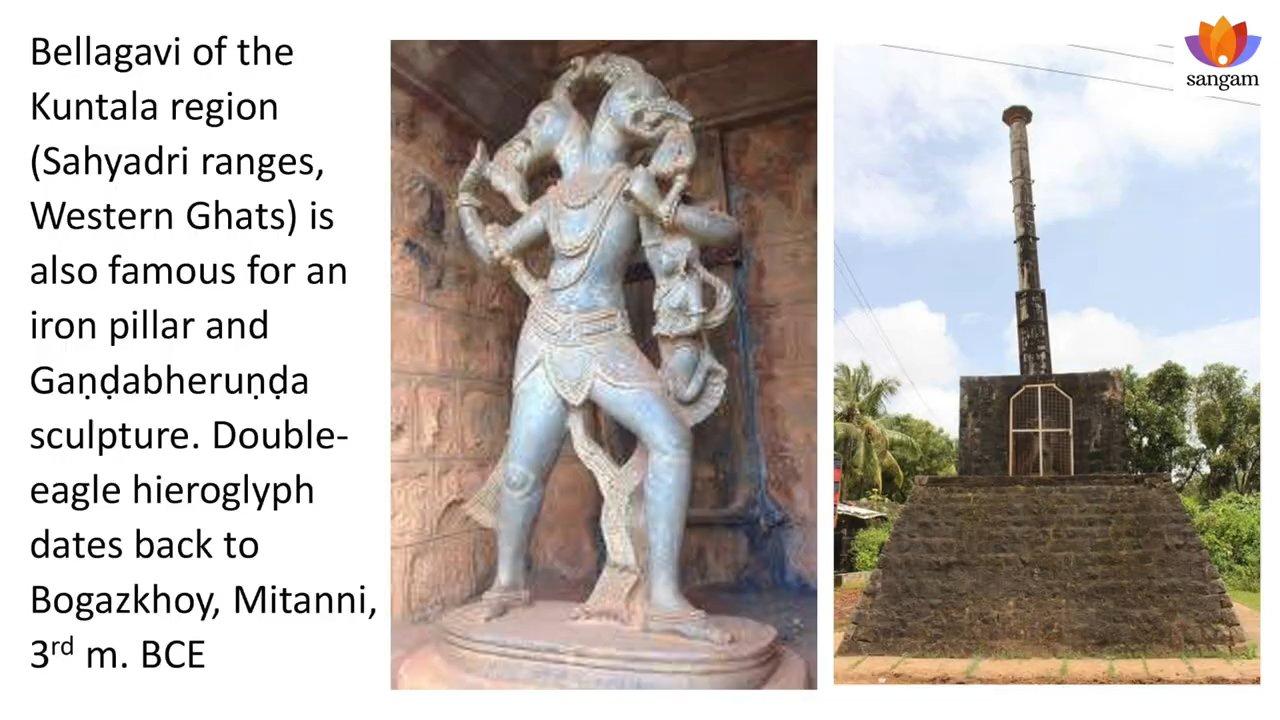 Bellagavi of the
Kuntala region
(Sahyadri ranges,
Western Ghats) is
also famous for an
iron pillar and
Gaṇḍabheruṇḍa
sculpture. Double-
eagle hieroglyph
dates back to
Bogazkhoy, Mitanni,
3rd m. BCE
sangam